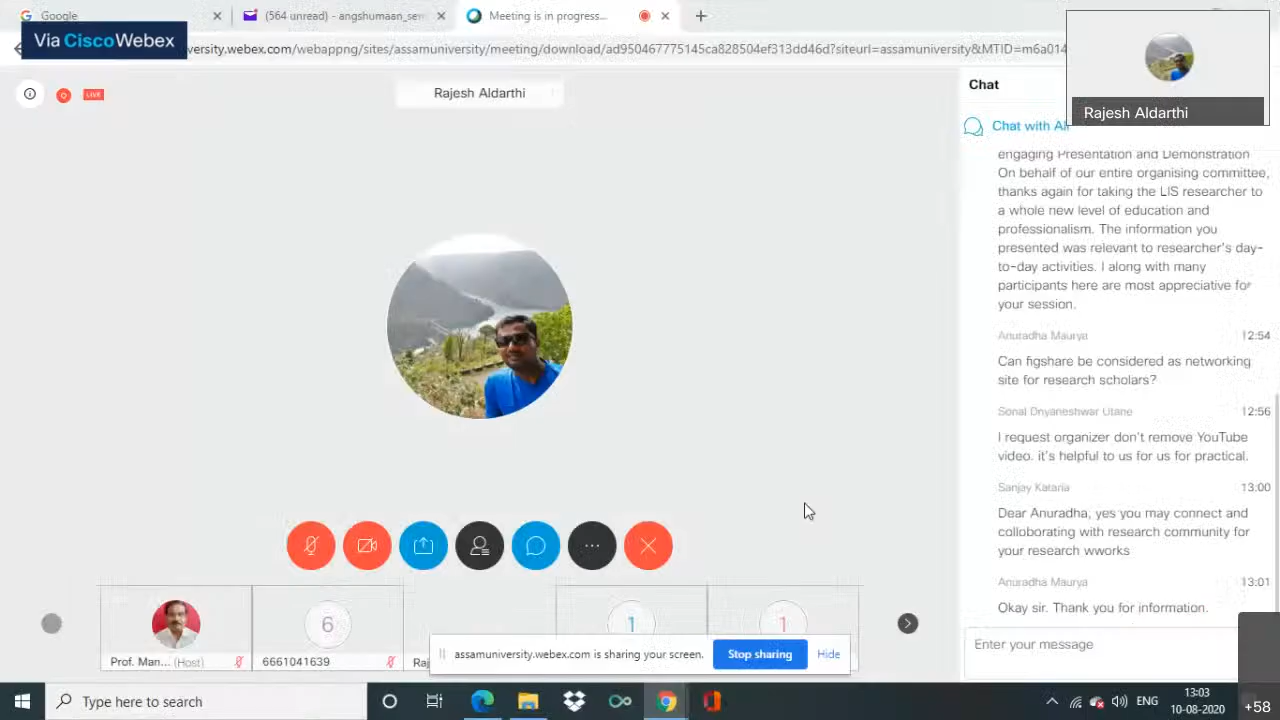 Google
(564 unread) - angshumaan_sen
Meeting is in progress...
Via Cisco Webex
versity.webex.com/webappng/sites/assamuniversity/meeting/download/ad950467775145ca828504ef313dd46d?siteurl=assamuniversity&MTID=m6a014
LIVE
Rajesh Aldarthi
Rajesh Aldarthi
Chat
Chat with All
engaging Presentation and Demonstration
On behalf of our entire organising committee,
thanks again for taking the LIS researcher to
a whole new level of education and
professionalism. The information you
presented was relevant to researcher's day-
to-day activities. I along with many
participants here are most appreciative for
your session.
Anuradha Maurya 12:54
Can figshare be considered as networking
site for research scholars?
Sonal Dnyaneshwar Utane 12:56
I request organizer don't remove YouTube
video. it's helpful to us for us for practical.
Sanjay Kataria 13:00
Dear Anuradha, yes you may connect and
colloborating with research community for
your research wworks
Anuradha Maurya 13:01
Okay sir. Thank you for information.
Enter your message
6
1
1
Prof. Man... (Host)
6661041639
Raj
assamuniversity.webex.com is sharing your screen.
Stop sharing
Hide
Type here to search
ENG
13:03
10-08-2020
+58